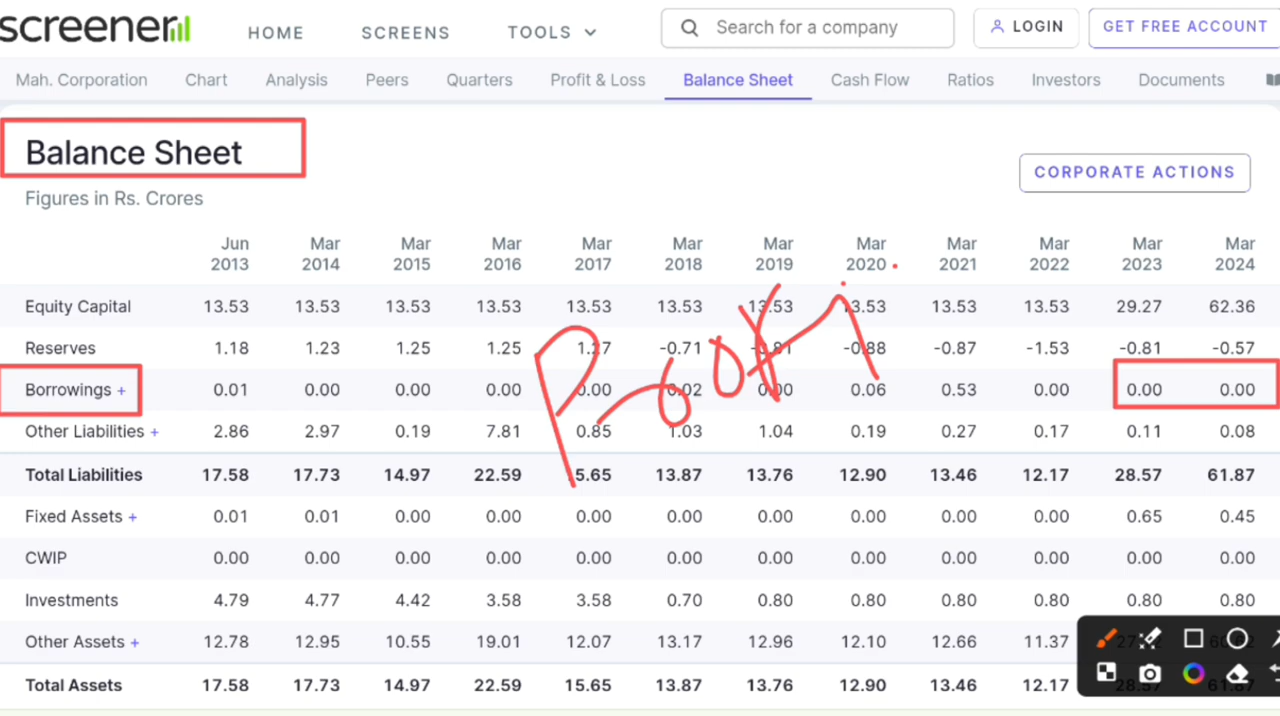 screener HOME SCREENS TOOLS Search for a company LOGIN GET FREE ACCOUNT
Mah. Corporation Chart Analysis Peers Quarters Profit & Loss Balance Sheet Cash Flow Ratios Investors Documents
Balance Sheet
CORPORATE ACTIONS
Figures in Rs. Crores
Jun 2013 Mar 2014 Mar 2015 Mar 2016 Mar 2017 Mar 2018 Mar 2019 Mar 2020 Mar 2021 Mar 2022 Mar 2023 Mar 2024
Equity Capital 13.53 13.53 13.53 13.53 13.53 13.53 13.53 13.53 13.53 13.53 29.27 62.36
Reserves 1.18 1.23 1.25 1.25 1.27 -0.71 -0.81 -0.88 -0.87 -1.53 -0.81 -0.57
Borrowings + 0.01 0.00 0.00 0.00 0.00 0.02 0.00 0.06 0.53 0.00 0.00 0.00
Other Liabilities + 2.86 2.97 0.19 7.81 0.85 1.03 1.04 0.19 0.27 0.17 0.11 0.08
Total Liabilities 17.58 17.73 14.97 22.59 15.65 13.87 13.76 12.90 13.46 12.17 28.57 61.87
Fixed Assets + 0.01 0.01 0.00 0.00 0.00 0.00 0.00 0.00 0.00 0.00 0.65 0.45
CWIP 0.00 0.00 0.00 0.00 0.00 0.00 0.00 0.00 0.00 0.00 0.00 0.00
Investments 4.79 4.77 4.42 3.58 3.58 0.70 0.80 0.80 0.80 0.80 0.80 0.80
Other Assets + 12.78 12.95 10.55 19.01 12.07 13.17 12.96 12.10 12.66 11.37
Total Assets 17.58 17.73 14.97 22.59 15.65 13.87 13.76 12.90 13.46 12.17 28.57 61.87